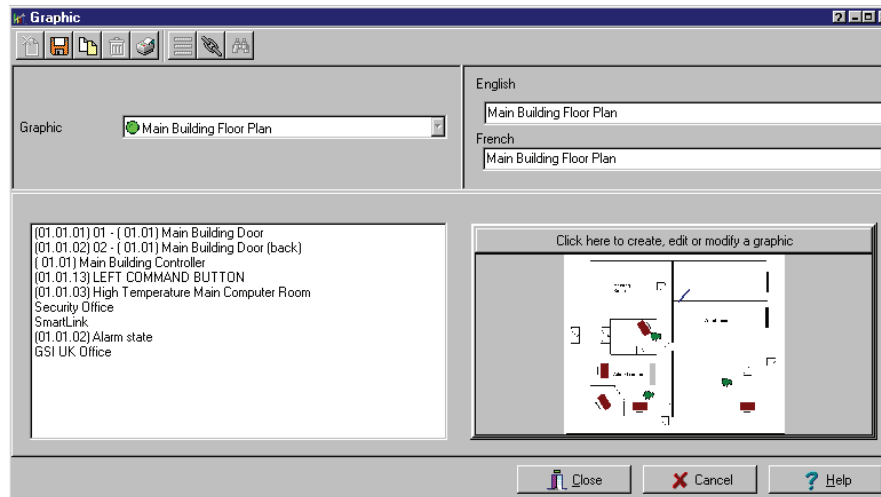 Graphic
English
Main Building Floor Plan
Graphic
Main Building Floor Plan
French
Main Building Floor Plan
(01.01.01) 01 - ( 01.01) Main Building Door
(01.01.02) 02 - ( 01.01) Main Building Door (back)
( 01.01) Main Building Controller
(01.01.13) LEFT COMMAND BUTTON
(01.01.03) High Temperature Main Computer Room
Security Office
SmartLink
(01.01.02) Alarm state
GSI UK Office
Click here to create, edit or modify a graphic
Close
Cancel
Help